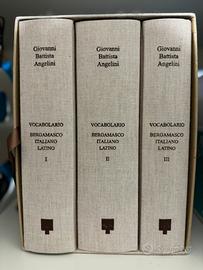 Giovanni
Battista
Angelini
VOCABOLARIO
BERGAMASCO
ITALIANO
LATINO
I
Giovanni
Battista
Angelini
VOCABOLARIO
BERGAMASCO
ITALIANO
LATINO
II
Giovanni
Battista
Angelini
VOCABOLARIO
BERGAMASCO
ITALIANO
LATINO
III
subito